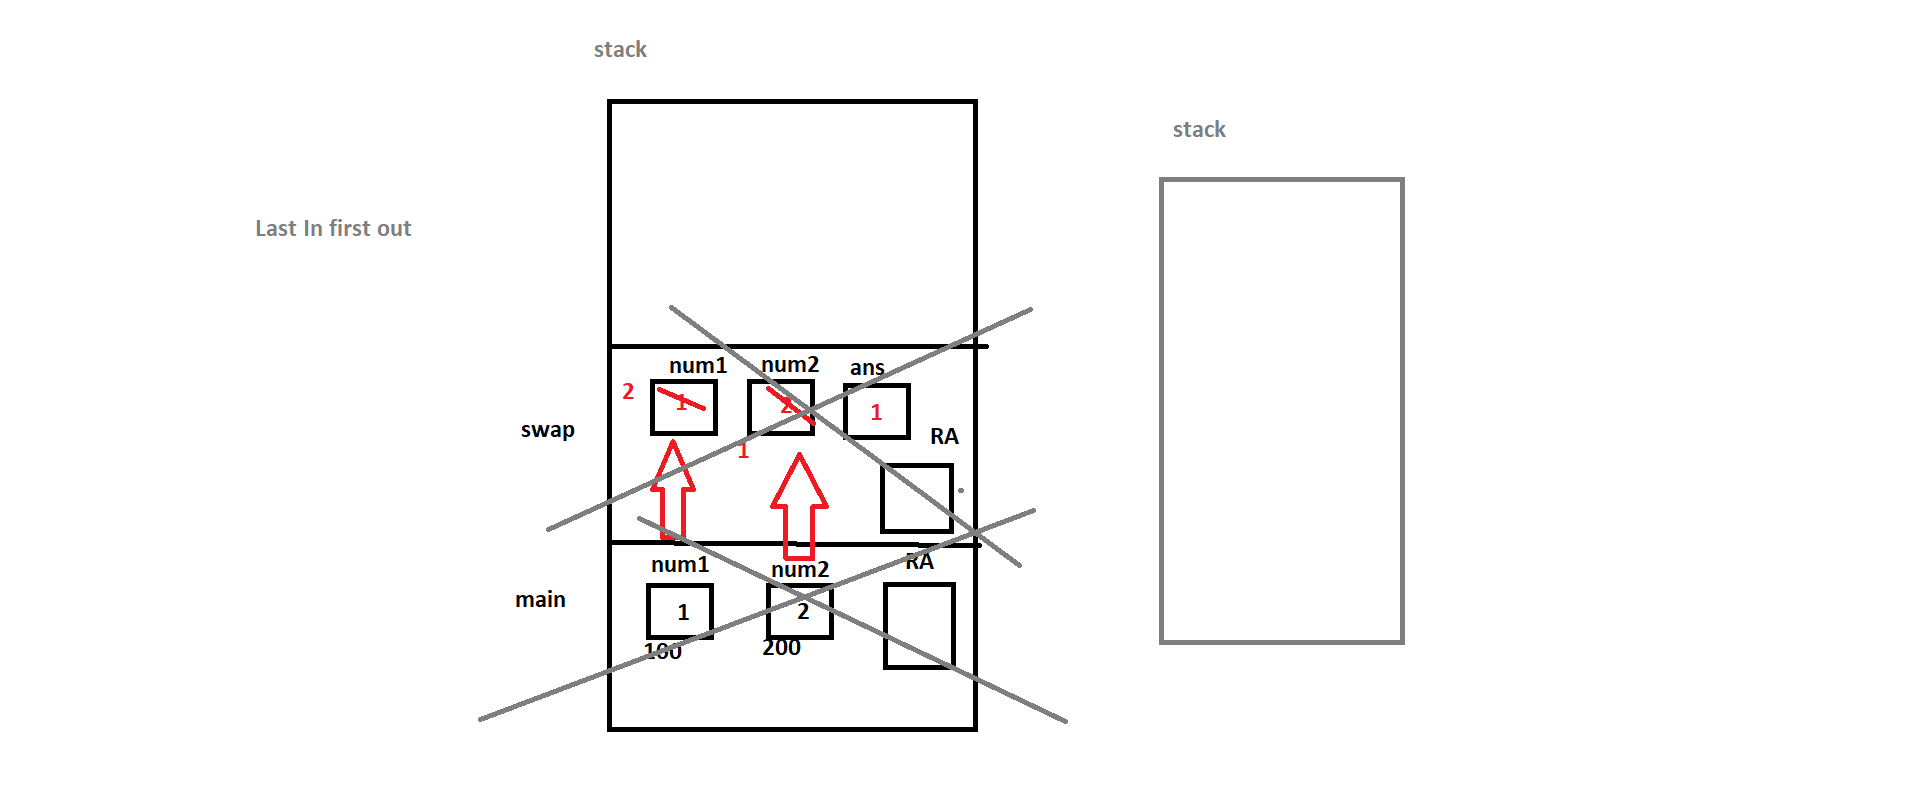 stack
stack
Last In first out
num1 num2 ans
2 1 2 1
swap
RA
1
num1 num2 RA
main
1 2
100 200